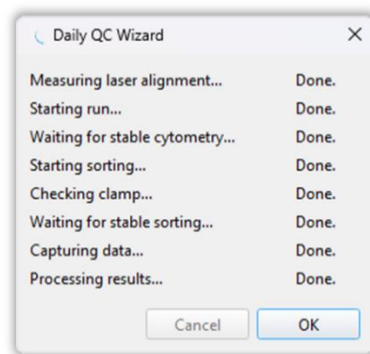 Daily QC Wizard
Measuring laser alignment... Done.
Starting run... Done.
Waiting for stable cytometry... Done.
Starting sorting... Done.
Checking clamp... Done.
Waiting for stable sorting... Done.
Capturing data... Done.
Processing results... Done.
Cancel OK